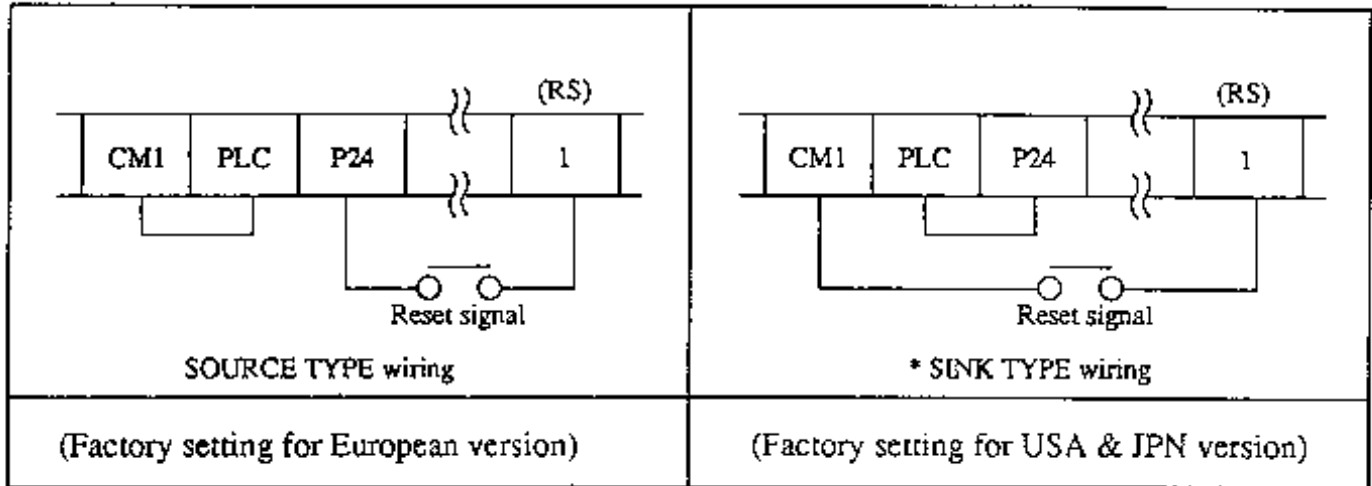 (RS)
CM1 PLC P24 1
Reset signal
SOURCE TYPE wiring
(Factory setting for European version)
(RS)
CM1 PLC P24 1
Reset signal
* SINK TYPE wiring
(Factory setting for USA & JPN version)